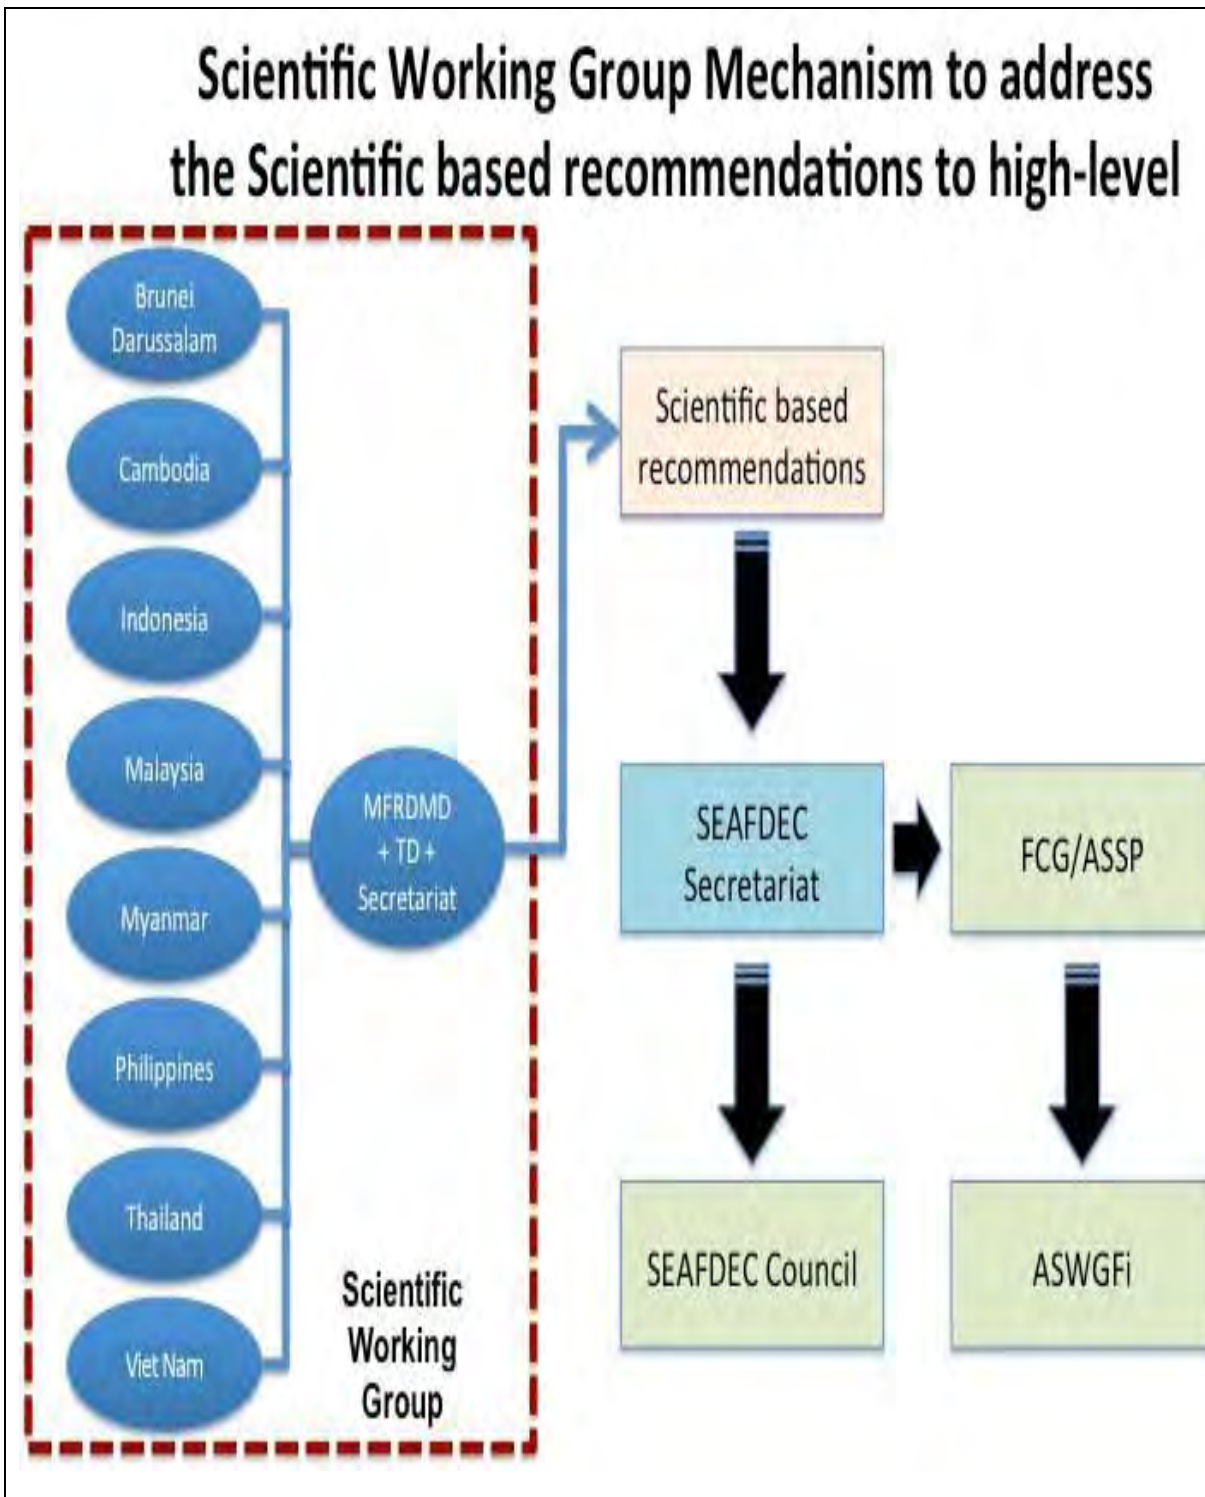 Scientific Working Group Mechanism to address
the Scientific based recommendations to high-level
Brunei
Darussalam
Cambodia
Indonesia
Malaysia
Myanmar
Philippines
Thailand
Viet Nam
MFRDMD
+ TD +
Secretariat
Scientific
Working
Group
Scientific based
recommendations
SEAFDEC
Secretariat
FCG/ASSP
SEAFDEC Council
ASWGFi